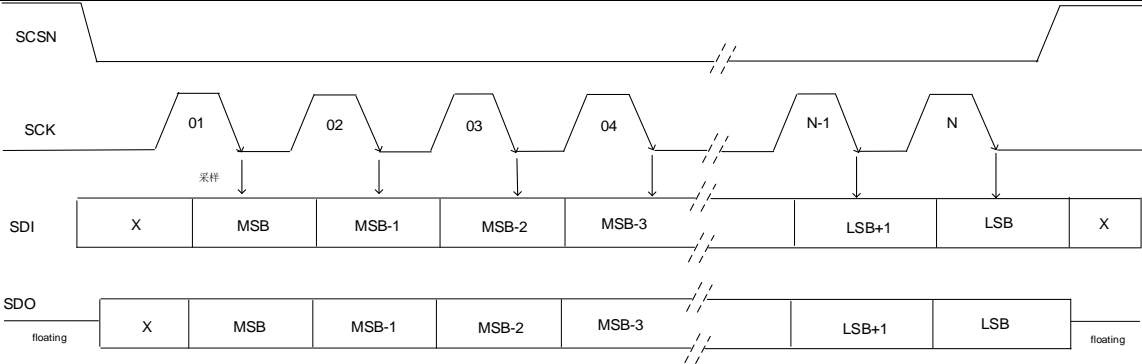 SCSN
SCK 01 02 03 04 N-1 N
采样
SDI X MSB MSB-1 MSB-2 MSB-3 LSB+1 LSB X
SDO
floating X MSB MSB-1 MSB-2 MSB-3 LSB+1 LSB floating